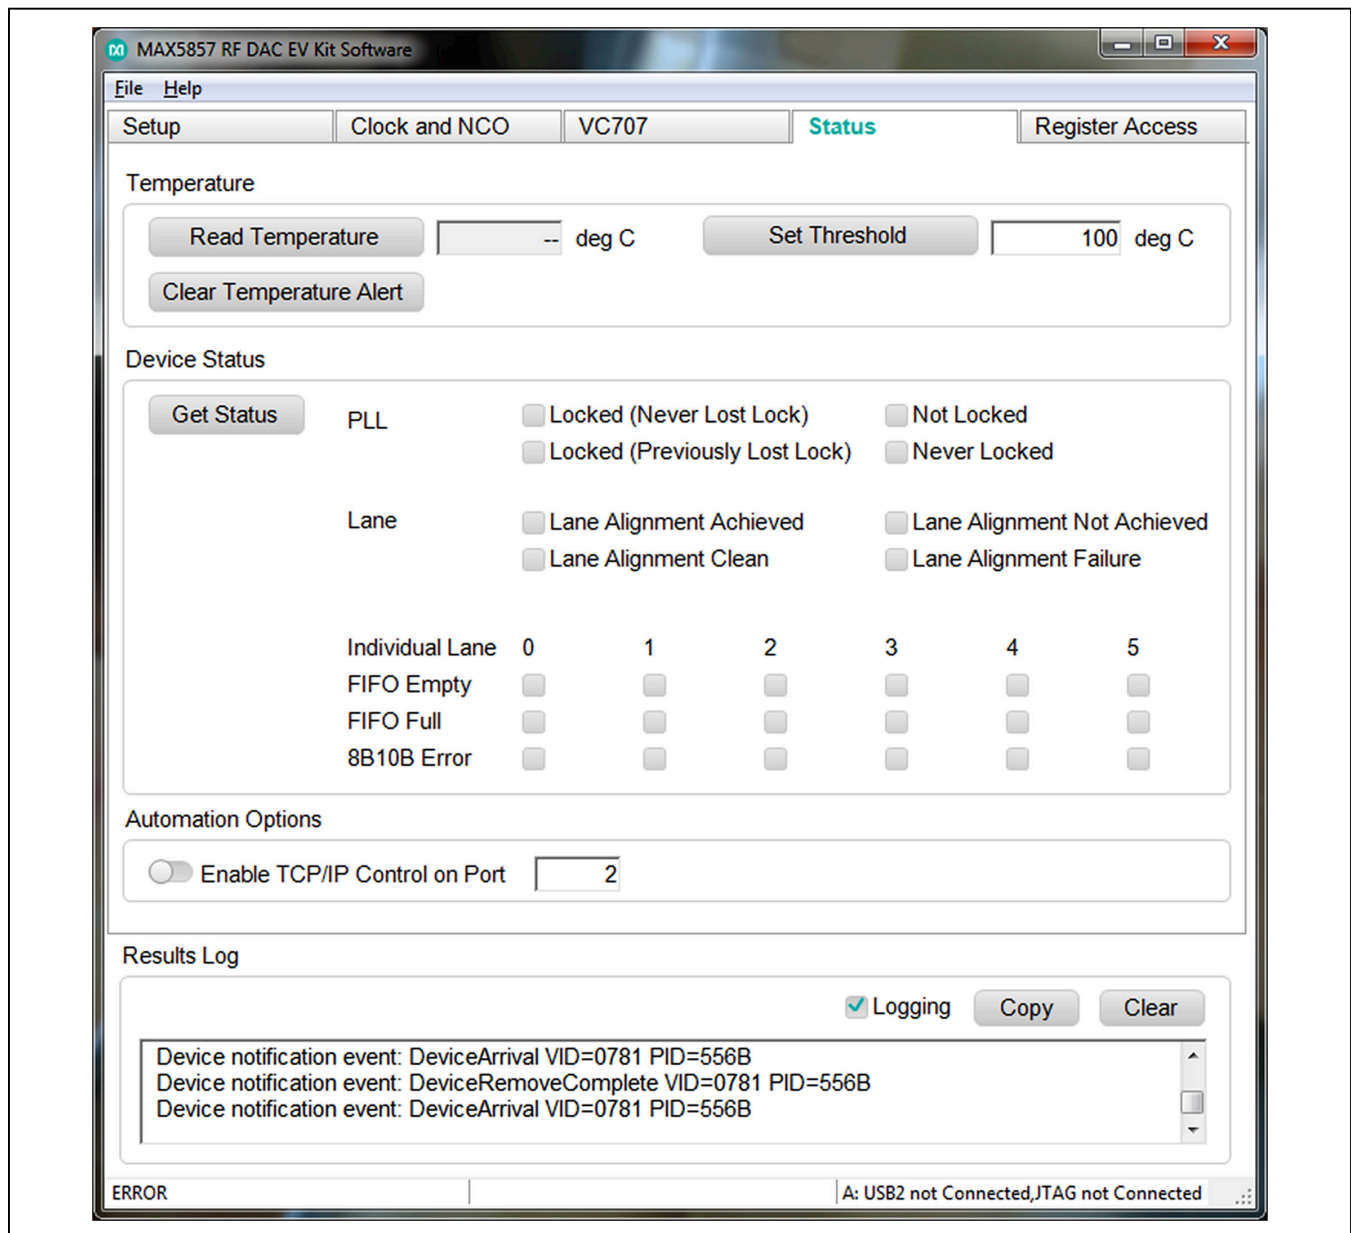 MAX5857 RF DAC EV Kit Software
File Help
Setup Clock and NCO VC707 Status Register Access
Temperature
Read Temperature -- deg C Set Threshold 100 deg C
Clear Temperature Alert
Device Status
Get Status PLL Locked (Never Lost Lock) Not Locked
Locked (Previously Lost Lock) Never Locked
Lane Lane Alignment Achieved Lane Alignment Not Achieved
Lane Alignment Clean Lane Alignment Failure
Individual Lane 0 1 2 3 4 5
FIFO Empty
FIFO Full
8B10B Error
Automation Options
Enable TCP/IP Control on Port 2
Results Log
Logging Copy Clear
Device notification event: DeviceArrival VID=0781 PID=556B
Device notification event: DeviceRemoveComplete VID=0781 PID=556B
Device notification event: DeviceArrival VID=0781 PID=556B
ERROR A: USB2 not Connected,JTAG not Connected